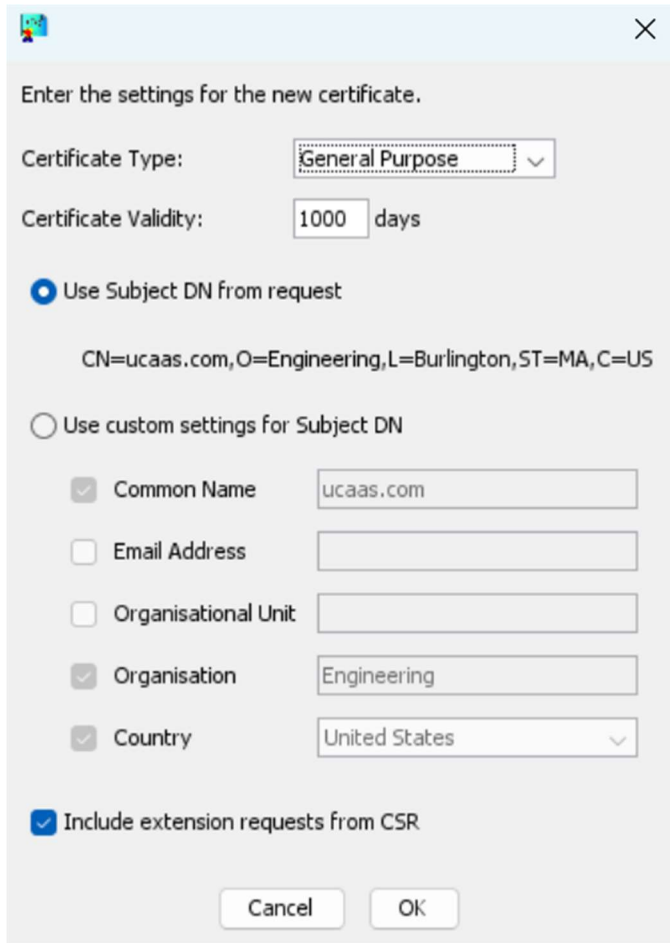 Enter the settings for the new certificate.
Certificate Type: General Purpose
Certificate Validity: 1000 days
Use Subject DN from request
CN=ucaas.com,O=Engineering,L=Burlington,ST=MA,C=US
Use custom settings for Subject DN
Common Name ucaas.com
Email Address
Organisational Unit
Organisation Engineering
Country United States
Include extension requests from CSR
Cancel OK